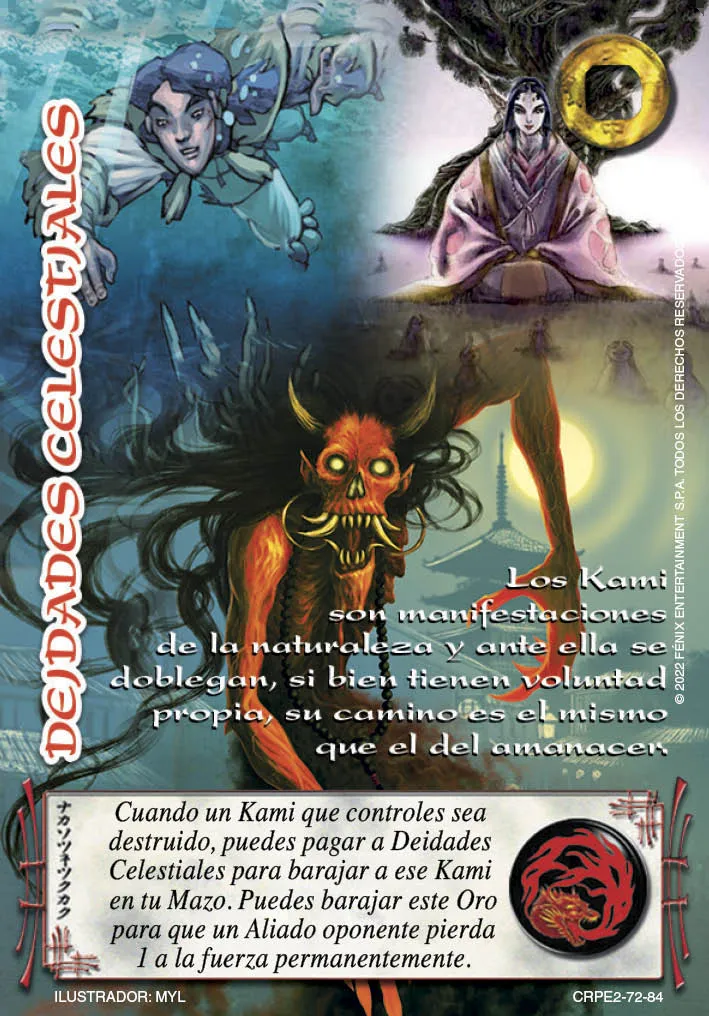 DEIDADES CELESTIALES
Los Kami
son manifestaciones
de la naturaleza y ante ella se
doblegan, si bien tienen voluntad
propia, su camino es el mismo
que el del amanacer.
© 2022 FÉNIX ENTERTAINMENT S.P.A. TODOS LOS DERECHOS RESERVADOS.
ナカソツネツクカク
Cuando un Kami que controles sea
destruido, puedes pagar a Deidades
Celestiales para barajar a ese Kami
en tu Mazo. Puedes barajar este Oro
para que un Aliado oponente pierda
1 a la fuerza permanentemente.
ILUSTRADOR: MYL
CRPE2-72-84